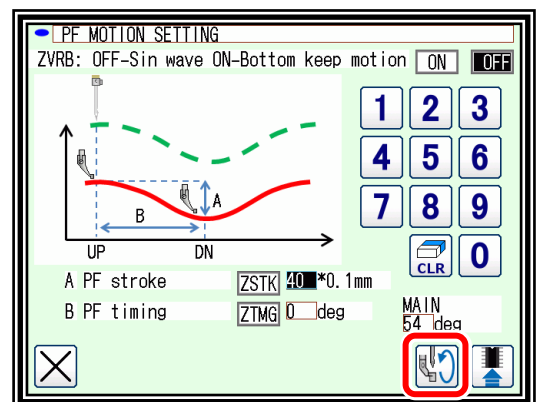 PF MOTION SETTING
ZVRB: OFF-Sin wave ON-Bottom keep motion ON OFF
1 2 3
4 5 6
7 8 9
CLR 0
A
B
UP DN
A PF stroke ZSTK 40 *0.1mm
B PF timing ZTMG 0 deg
MAIN
54 deg